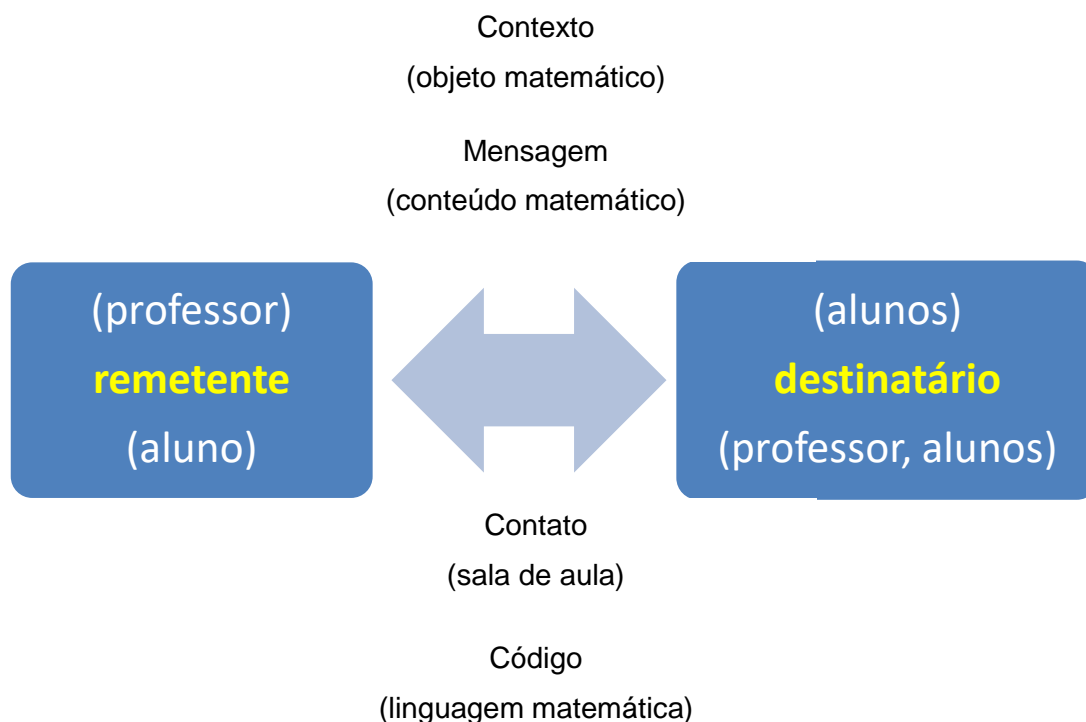 Contexto
(objeto matemático)
Mensagem
(conteúdo matemático)
(professor)
remetente
(aluno)
(alunos)
destinatário
(professor, alunos)
Contato
(sala de aula)
Código
(linguagem matemática)